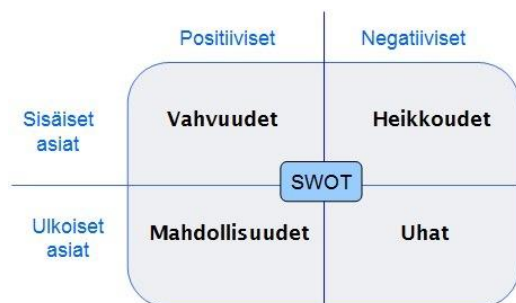 Positiiviset Negatiiviset
Sisäiset
asiat
Vahvuudet Heikkoudet
SWOT
Ulkoiset
asiat
Mahdollisuudet Uhat